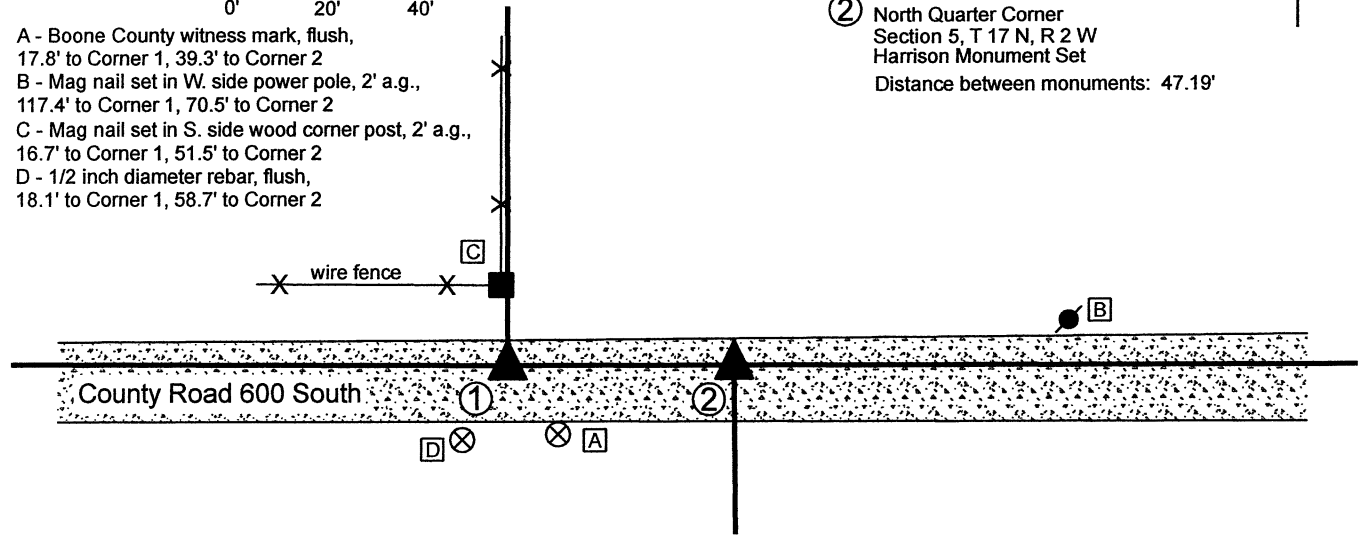 0' 20' 40'
A - Boone County witness mark, flush,
17.8' to Corner 1, 39.3' to Corner 2
B - Mag nail set in W. side power pole, 2' a.g.,
117.4' to Corner 1, 70.5' to Corner 2
C - Mag nail set in S. side wood corner post, 2' a.g.,
16.7' to Corner 1, 51.5' to Corner 2
D - 1/2 inch diameter rebar, flush,
18.1' to Corner 1, 58.7' to Corner 2
2 North Quarter Corner
Section 5, T 17 N, R 2 W
Harrison Monument Set
Distance between monuments: 47.19'
C
wire fence
B
County Road 600 South
1
2
D
A